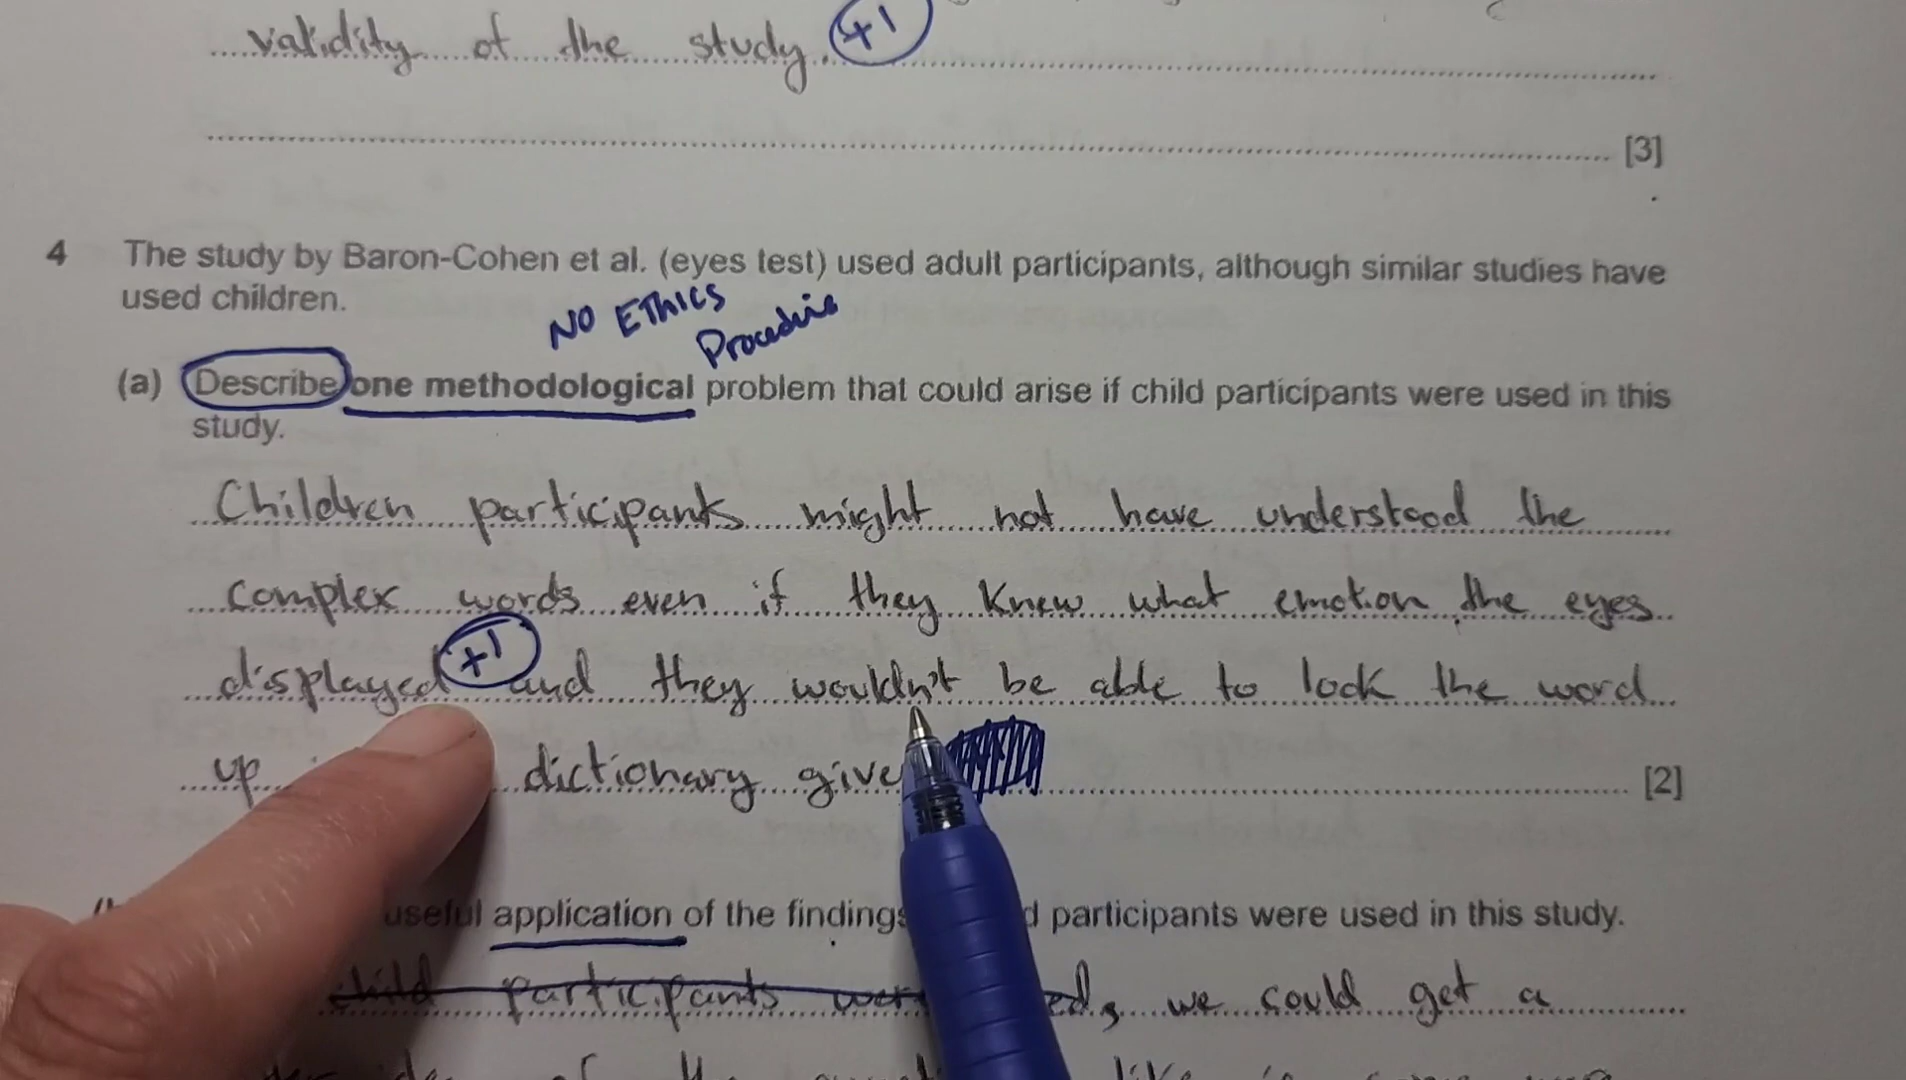 validity of the study. +1
[3]
4 The study by Baron-Cohen et al. (eyes test) used adult participants, although similar studies have
used children.
NO ETHICS
Procedure
(a) Describe one methodological problem that could arise if child participants were used in this
study.
Children participants might not have understood the
complex words even if they knew what emotion the eyes
displayed +1 and they wouldn't be able to look the word
up dictionary give
[2]
useful application of the findings participants were used in this study.
child participants were we could get a
of the